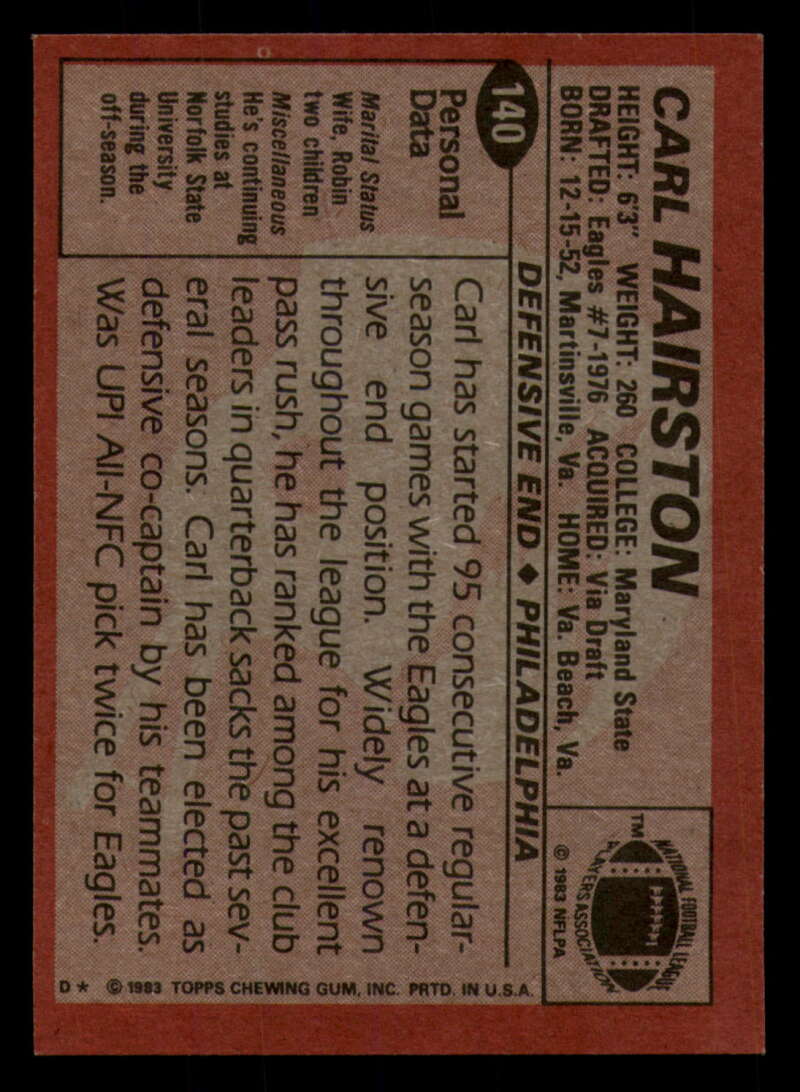 CARL HAIRSTON
HEIGHT: 6'3" WEIGHT: 260 COLLEGE: Maryland State
DRAFTED: Eagles #7-1976 ACQUIRED: Via Draft
BORN: 12-15-52, Martinsville, Va. HOME: Va. Beach, Va.
TM
NATIONAL FOOTBALL LEAGUE
PLAYERS ASSOCIATION
© 1983 NFLPA
140
DEFENSIVE END ♦ PHILADELPHIA
Personal
Data
Marital Status
Wife, Robin
two children
Miscellaneous
He's continuing
studies at
Norfolk State
University
during the
off-season.
Carl has started 95 consecutive regular-
season games with the Eagles at a defen-
sive end position. Widely renown
throughout the league for his excellent
pass rush, he has ranked among the club
leaders in quarterback sacks the past sev-
eral seasons. Carl has been elected as
defensive co-captain by his teammates.
Was UPI All-NFC pick twice for Eagles.
D* © 1983 TOPPS CHEWING GUM, INC. PRTD. IN U.S.A.